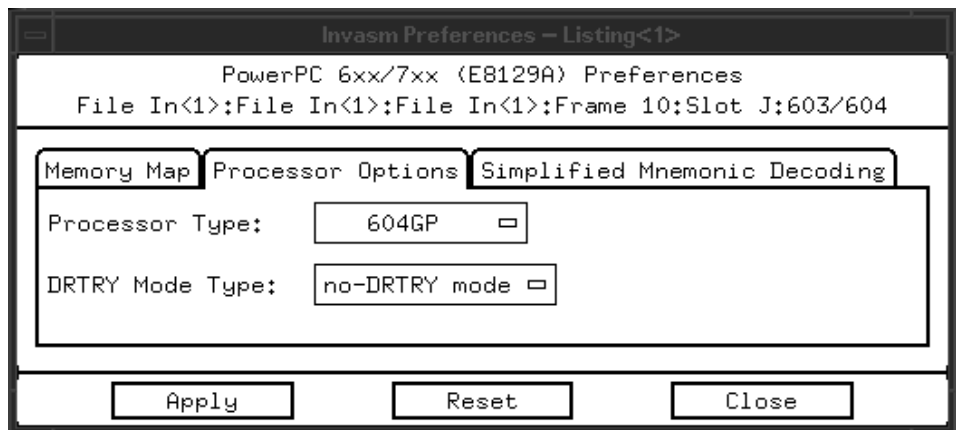 Invasm Preferences – Listing<1>
PowerPC 6xx/7xx (E8129A) Preferences
File In<1>:File In<1>:File In<1>:Frame 10:Slot J:603/604
Memory Map Processor Options Simplified Mnemonic Decoding
Processor Type: 604GP
DRTRY Mode Type: no-DRTRY mode
Apply Reset Close